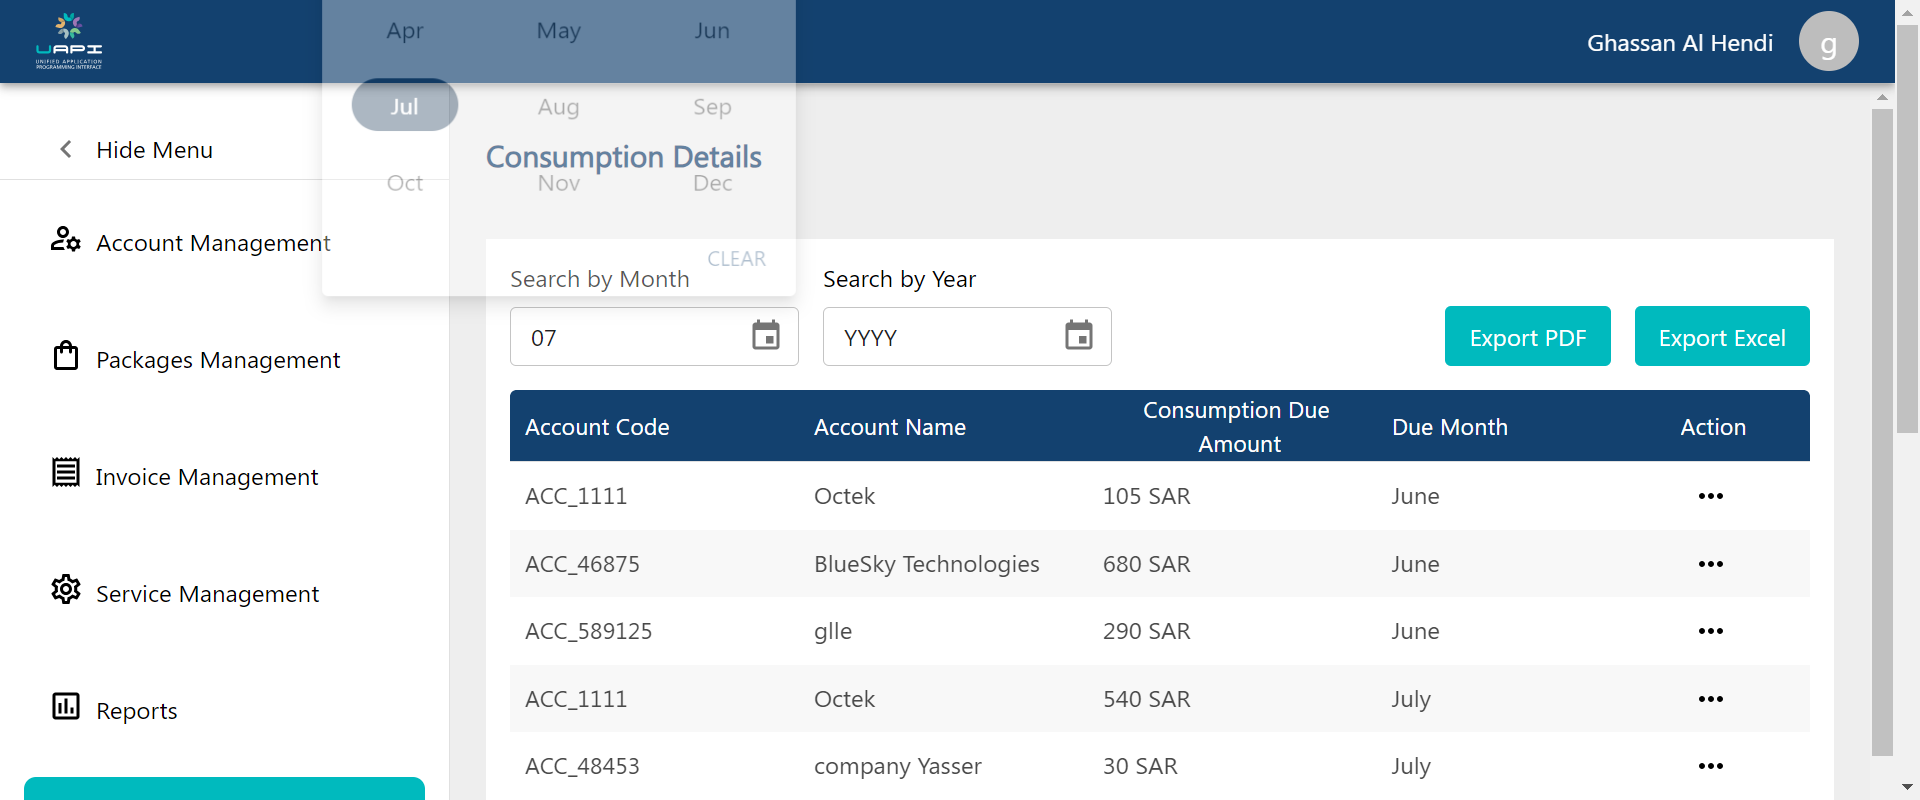 UAPI
UNIFIED APPLICATION
PROGRAMMING INTERFACE
Apr May Jun
Ghassan Al Hendi g
Jul Aug Sep
Hide Menu
Consumption Details
Oct Nov Dec
Account Management
CLEAR
Search by Month Search by Year
07 YYYY Export PDF Export Excel
Packages Management
Invoice Management
Service Management
Reports
Account Code Account Name Consumption Due Amount Due Month Action
ACC_1111 Octek 105 SAR June
ACC_46875 BlueSky Technologies 680 SAR June
ACC_589125 glle 290 SAR June
ACC_1111 Octek 540 SAR July
ACC_48453 company Yasser 30 SAR July